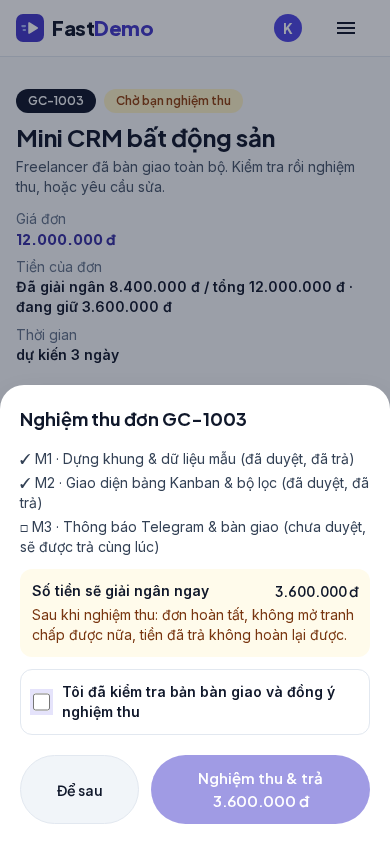 FastDemo
K
GC-1003
Chờ bạn nghiệm thu
Mini CRM bất động sản
Freelancer đã bàn giao toàn bộ. Kiểm tra rồi nghiệm
thu, hoặc yêu cầu sửa.
Giá đơn
12.000.000 đ
Tiền của đơn
Đã giải ngân 8.400.000 đ / tổng 12.000.000 đ ·
đang giữ 3.600.000 đ
Thời gian
dự kiến 3 ngày
Nghiệm thu đơn GC-1003
✓ M1 · Dựng khung & dữ liệu mẫu (đã duyệt, đã trả)
✓ M2 · Giao diện bảng Kanban & bộ lọc (đã duyệt, đã
trả)
□ M3 · Thông báo Telegram & bàn giao (chưa duyệt,
sẽ được trả cùng lúc)
Số tiền sẽ giải ngân ngay
3.600.000 đ
Sau khi nghiệm thu: đơn hoàn tất, không mở tranh
chấp được nữa, tiền đã trả không hoàn lại được.
Tôi đã kiểm tra bản bàn giao và đồng ý
nghiệm thu
Để sau
Nghiệm thu & trả
3.600.000 đ